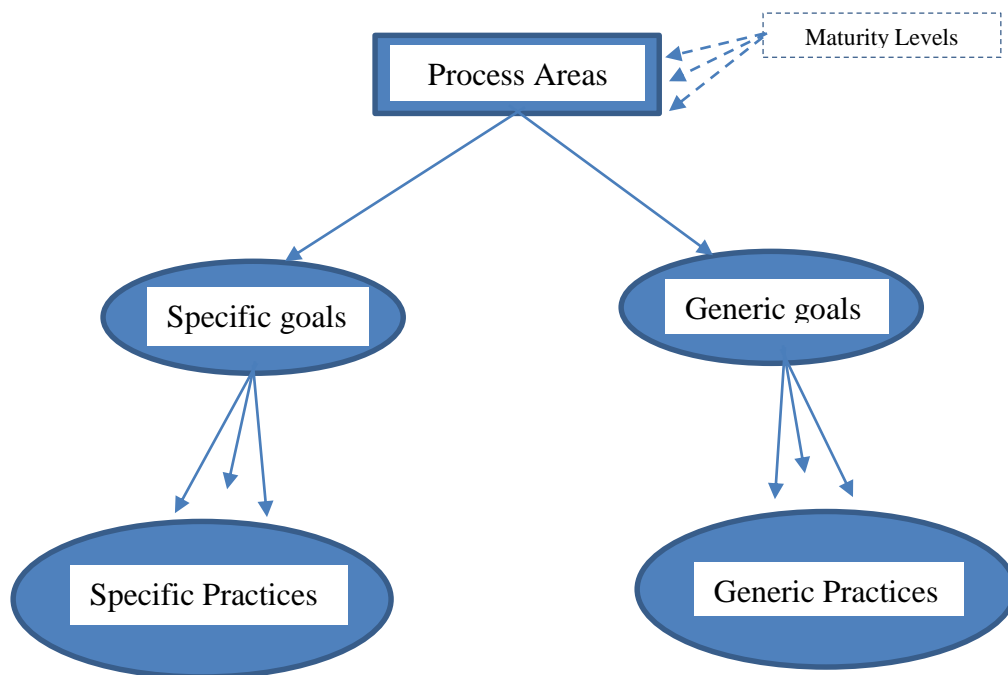 Maturity Levels
Process Areas
Specific goals
Generic goals
Specific Practices
Generic Practices